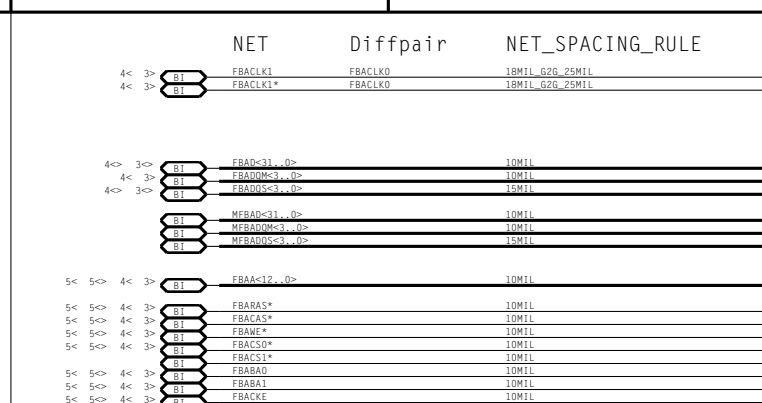 NET Diffpair NET_SPACING_RULE
4< 3> BI FBACLK1 FBACLK0 18MIL_G2G_25MIL
4< 3> BI FBACLK1* FBACLK0 18MIL_G2G_25MIL
4<> 3<> BI FBAD<31..0> 10MIL
4< 3> BI FBADQM<3..0> 10MIL
4<> 3<> BI FBADQS<3..0> 15MIL
BI MFBAD<31..0> 10MIL
BI MFBADQM<3..0> 10MIL
BI MFBADQS<3..0> 15MIL
5< 5<> 4< 3> BI FBAA<12..0> 10MIL
5< 5<> 4< 3> BI FBARAS* 10MIL
5< 5<> 4< 3> BI FBACAS* 10MIL
5< 5<> 4< 3> BI FBAWE* 10MIL
5< 5<> 4< 3> BI FBACS0* 10MIL
BI FBACS1* 10MIL
5< 5<> 4< 3> BI FBABA0 10MIL
5< 5<> 4< 3> BI FBABA1 10MIL
5< 5<> 4< 3> BI FBACKE 10MIL